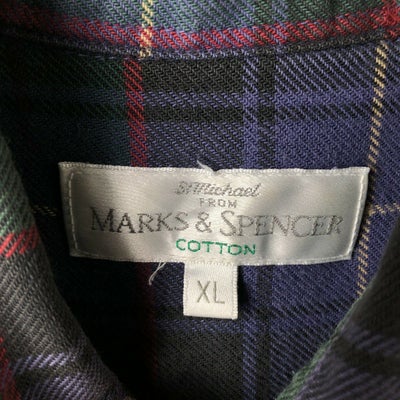 St Michael
FROM
MARKS & SPENCER
COTTON
XL